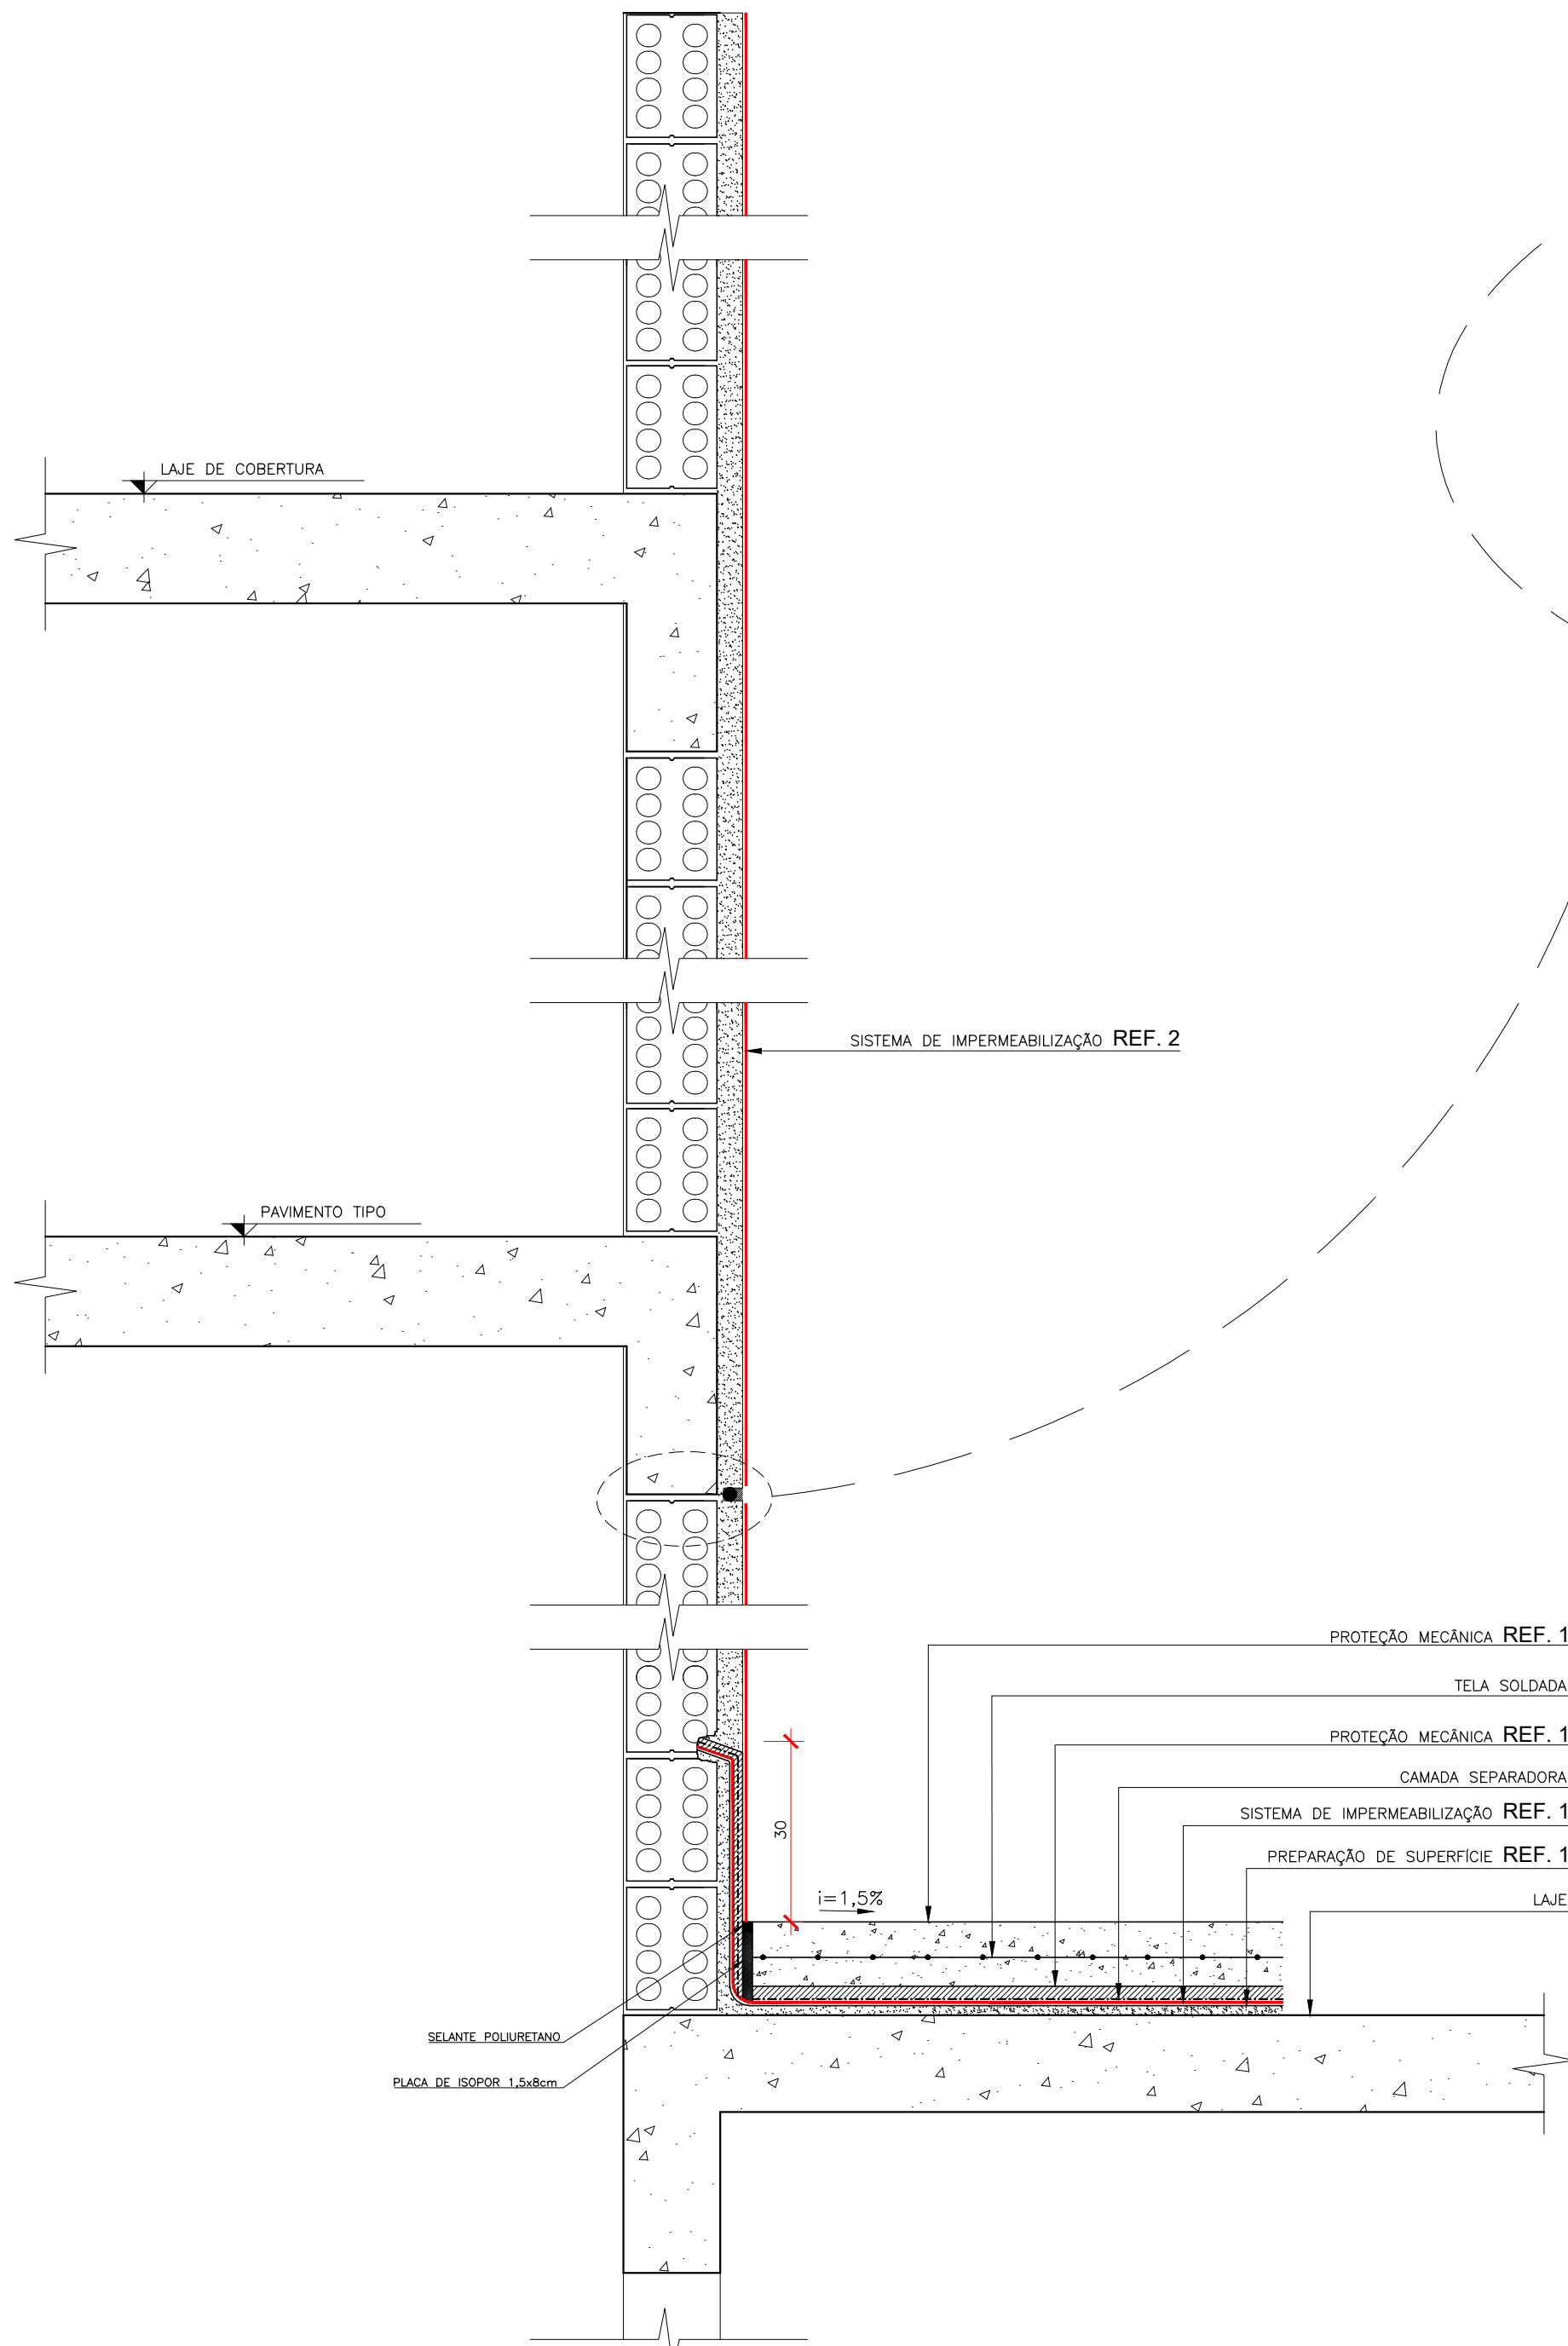 LAJE DE COBERTURA
SISTEMA DE IMPERMEABILIZAÇÃO REF. 2
PAVIMENTO TIPO
PROTEÇÃO MECÂNICA REF. 1
TELA SOLDADA
PROTEÇÃO MECÂNICA REF. 1
CAMADA SEPARADORA
SISTEMA DE IMPERMEABILIZAÇÃO REF. 1
30
PREPARAÇÃO DE SUPERFÍCIE REF. 1
i=1,5%
LAJE
SELANTE POLIURETANO
PLACA DE ISOPOR 1,5x8cm